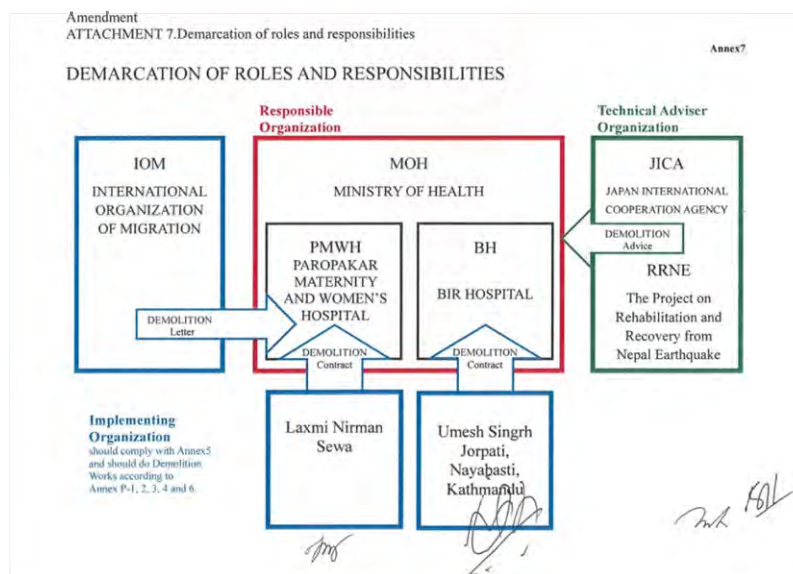 Amendment
ATTACHMENT 7.Demarcation of roles and responsibilities
Annex7
DEMARCATION OF ROLES AND RESPONSIBILITIES
Responsible
Organization
Technical Adviser
Organization
IOM
INTERNATIONAL
ORGANIZATION
OF MIGRATION
MOH
MINISTRY OF HEALTH
JICA
JAPAN INTERNATIONAL
COOPERATION AGENCY
DEMOLITION
Advice
RRNE
The Project on
Rehabilitation and
Recovery from
Nepal Earthquake
PMWH
PAROPAKAR
MATERNITY
AND WOMEN'S
HOSPITAL
BH
BIR HOSPITAL
DEMOLITION
Letter
DEMOLITION
Contract
DEMOLITION
Contract
Implementing
Organization
should comply with Annex5
and should do Demolition
Works according to
Annex P-1, 2, 3, 4 and 6.
Laxmi Nirman
Sewa
Umesh Singrh
Jorpati,
Nayabasti,
Kathmandu